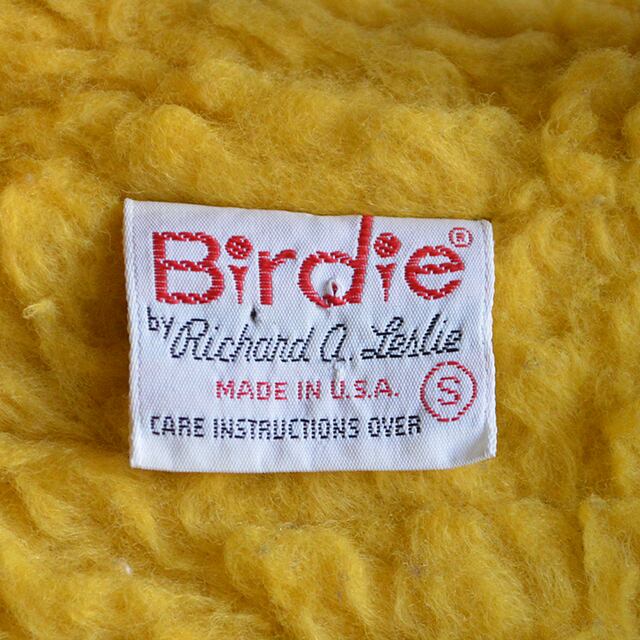 Birdie®
by Richard A. Leslie
MADE IN U.S.A. S
CARE INSTRUCTIONS OVER